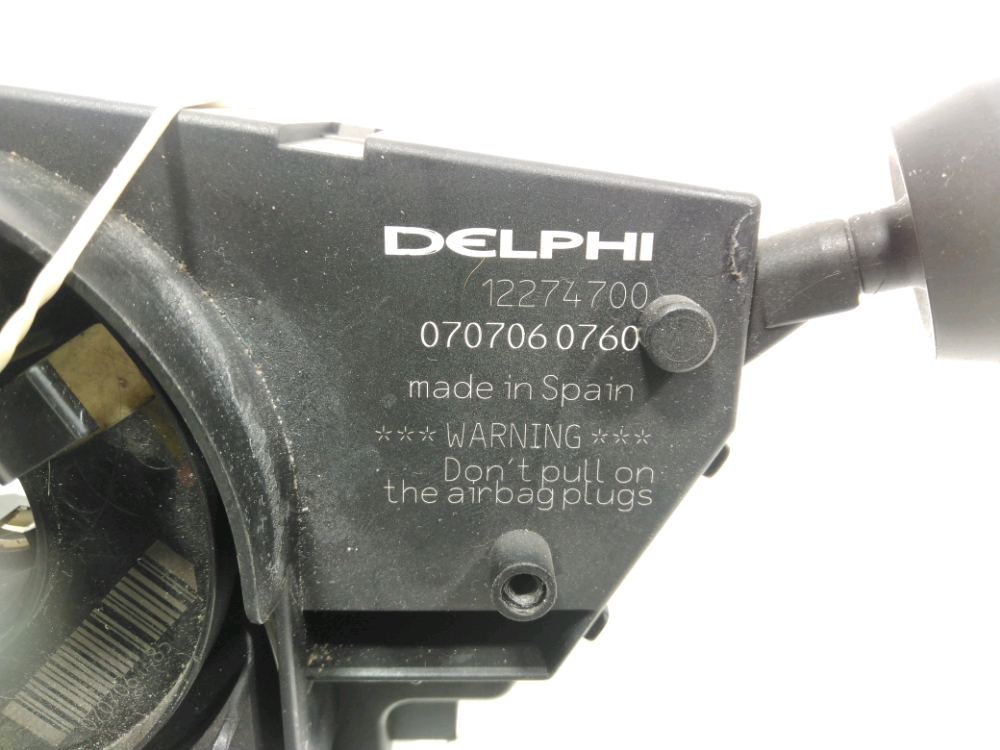 DELPHI
12274700
070706 0760
made in Spain
*** WARNING ***
Don't pull on
the airbag plugs